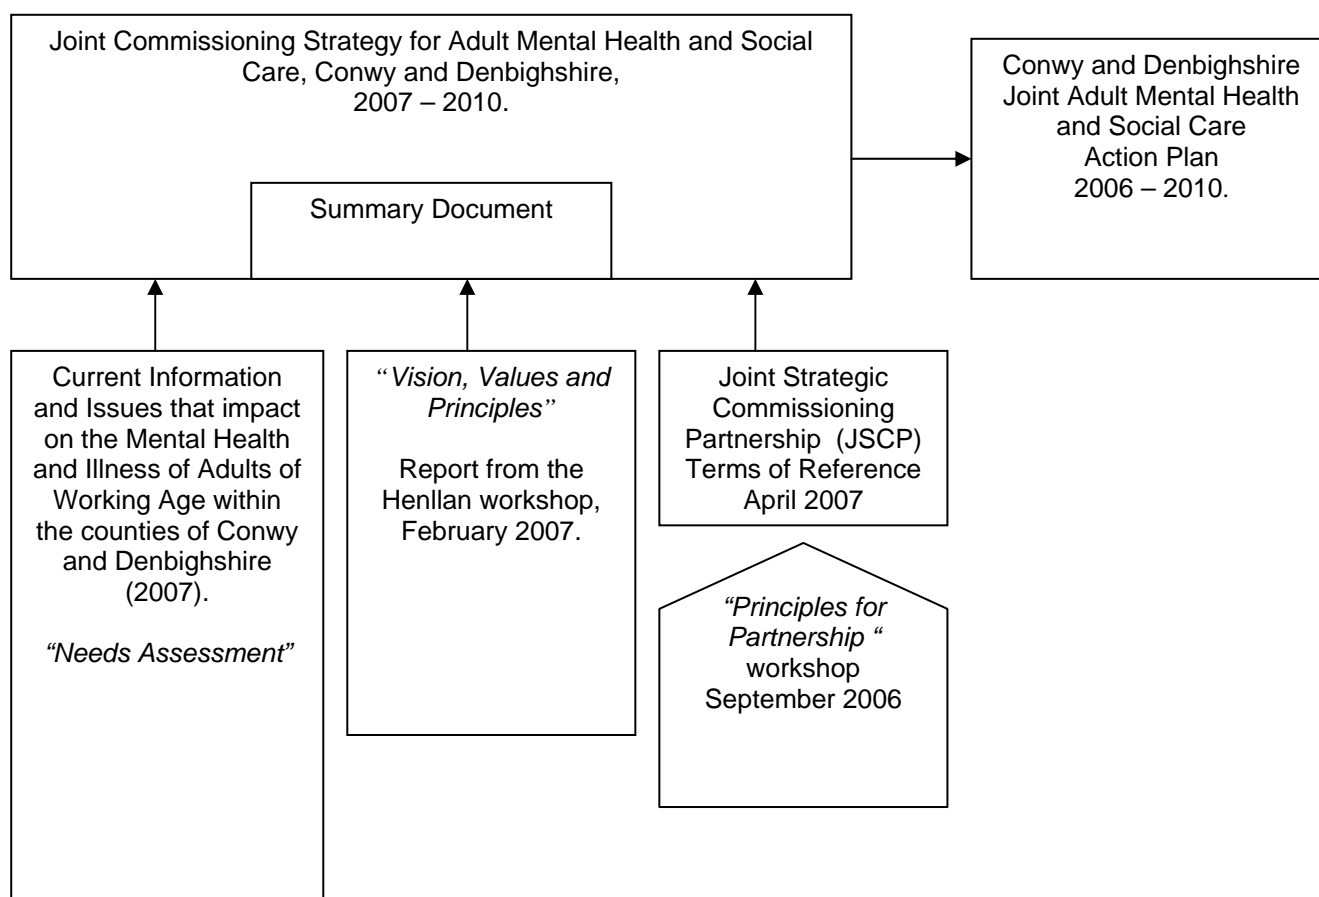 Joint Commissioning Strategy for Adult Mental Health and Social
Care, Conwy and Denbighshire,
2007 – 2010.
Summary Document
Conwy and Denbighshire
Joint Adult Mental Health
and Social Care
Action Plan
2006 – 2010.
Current Information
and Issues that impact
on the Mental Health
and Illness of Adults of
Working Age within
the counties of Conwy
and Denbighshire
(2007).
“Needs Assessment”
“Vision, Values and
Principles”
Report from the
Henllan workshop,
February 2007.
Joint Strategic
Commissioning
Partnership (JSCP)
Terms of Reference
April 2007
“Principles for
Partnership “
workshop
September 2006